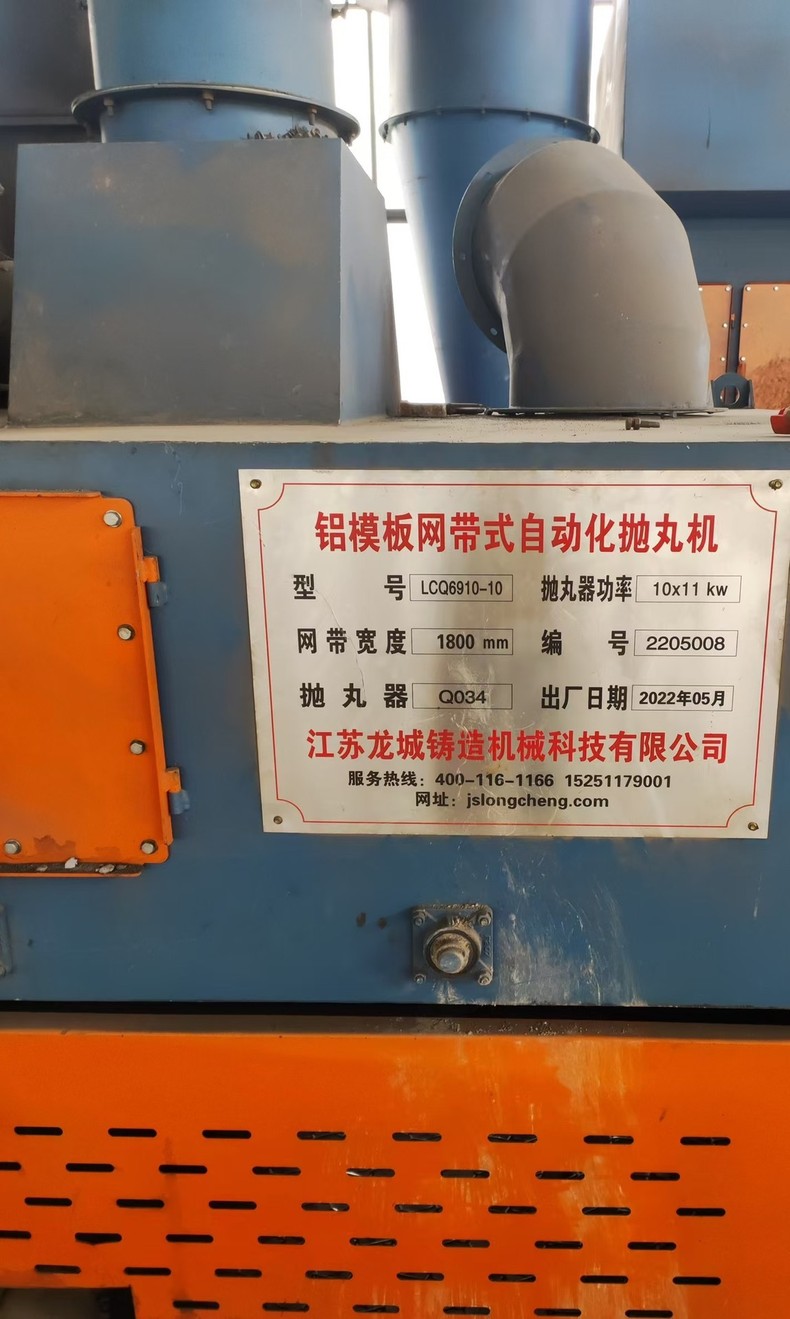 铝模板网带式自动化抛丸机
型 号 LCQ6910-10 抛丸器功率 10x11 kw
网带宽度 1800 mm 编 号 2205008
抛丸器 Q034 出厂日期 2022年05月
江苏龙城铸造机械科技有限公司
服务热线：400-116-1166 15251179001
网址：jslongcheng.com